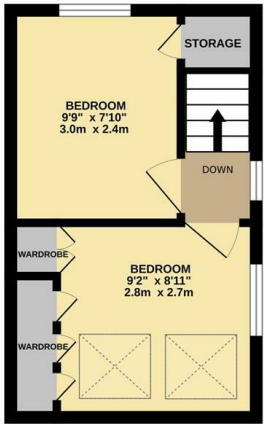 STORAGE
BEDROOM
9'9" x 7'10"
3.0m x 2.4m
DOWN
WARDROBE
BEDROOM
9'2" x 8'11"
2.8m x 2.7m
WARDROBE